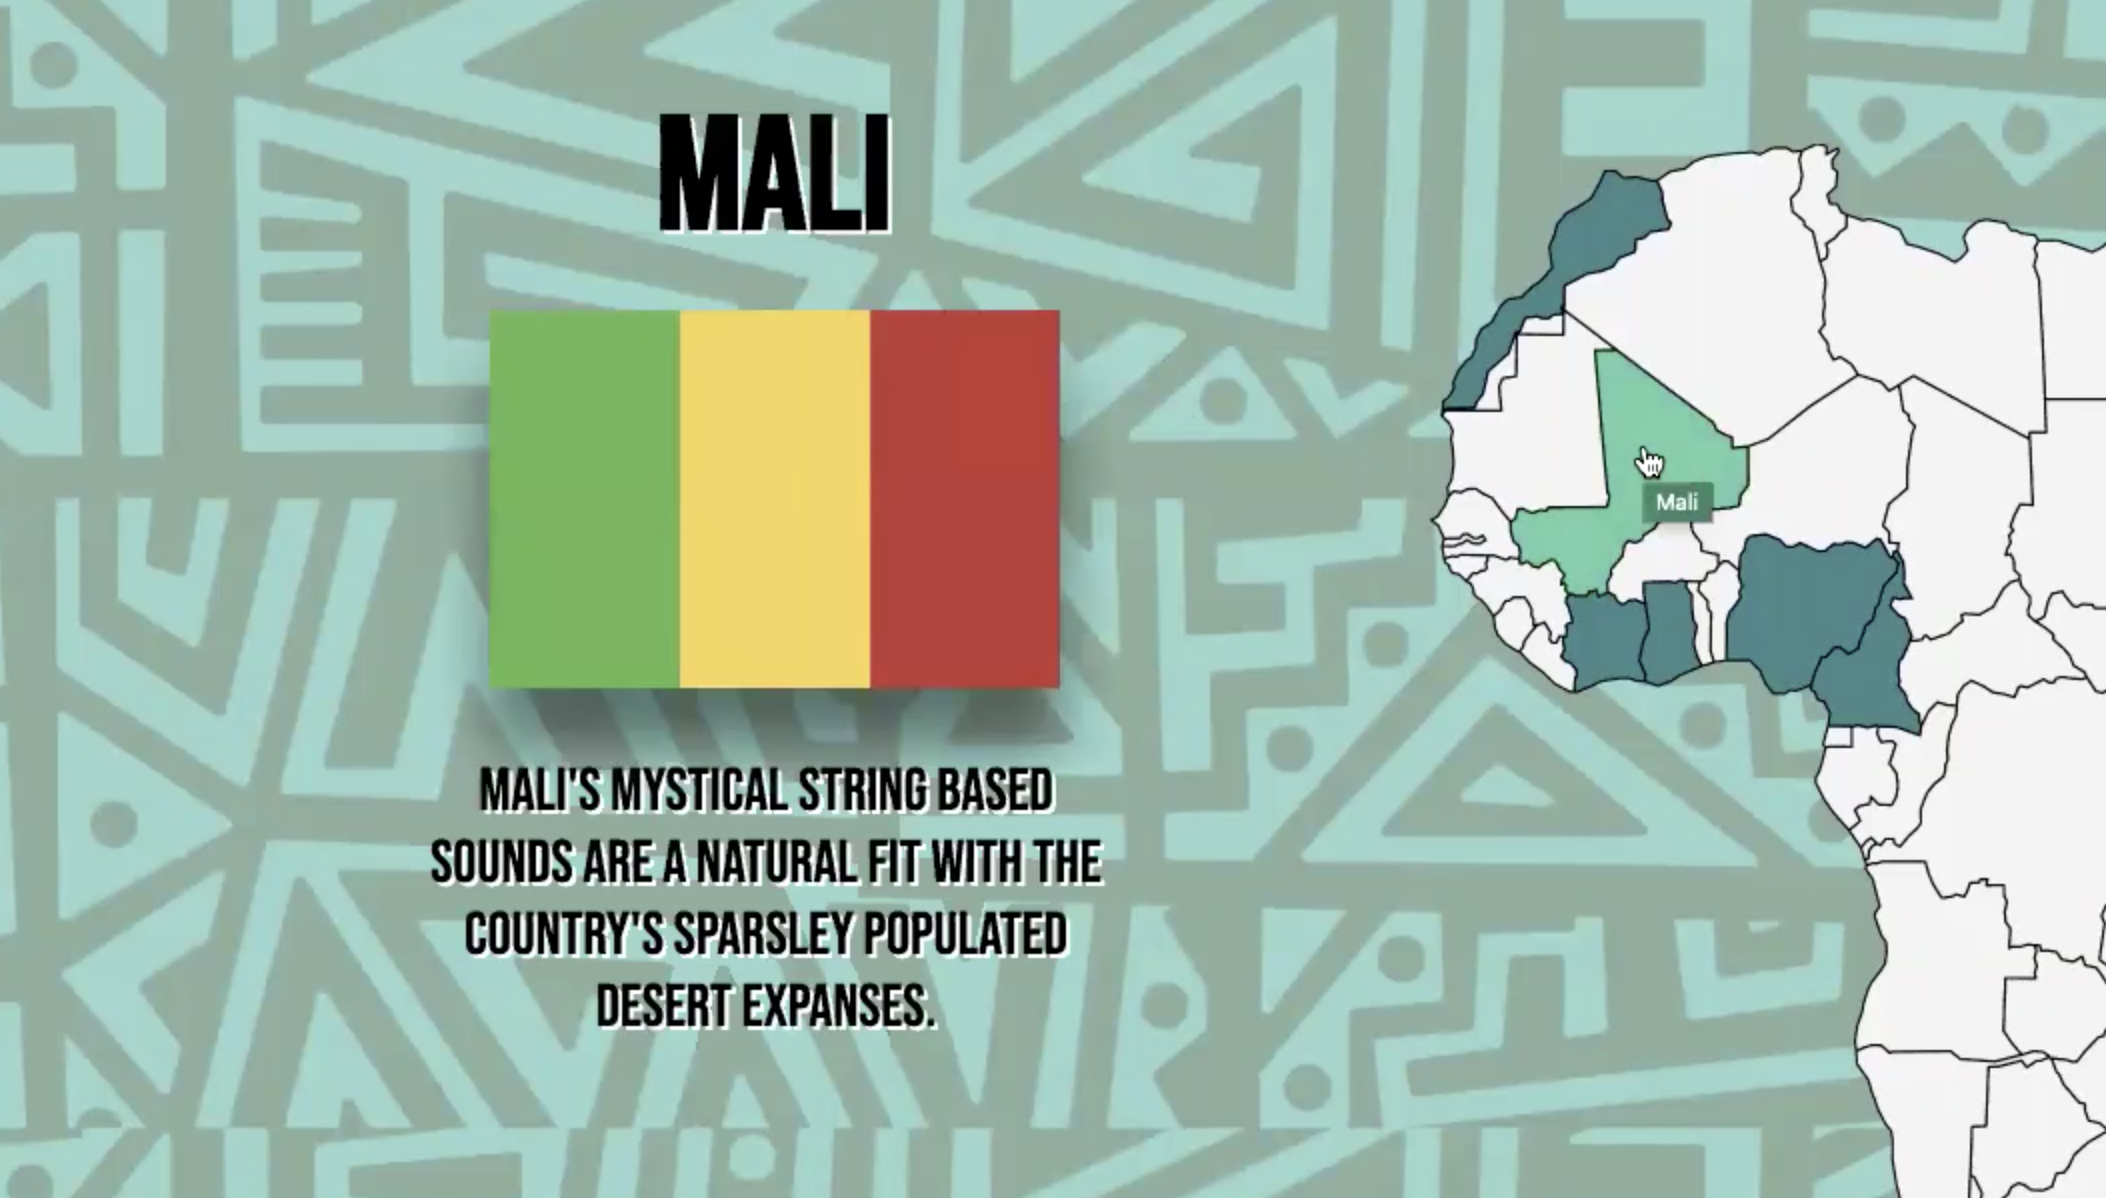 MALI
MALI'S MYSTICAL STRING BASED
SOUNDS ARE A NATURAL FIT WITH THE
COUNTRY'S SPARSLEY POPULATED
DESERT EXPANSES.
Mali